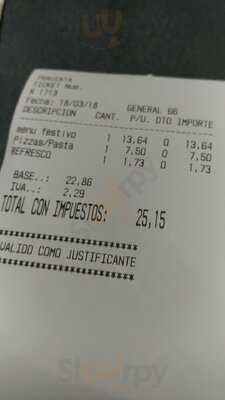 TICKET Num.
K 1713
Fecha: 18/03/18 GENERAL 66
DESCRIPCION CANT. P/U. DTO IMPORTE
menu festivo 1 13,64 0 13,64
Pizzas/Pasta 1 7,50 0 7,50
REFRESCO 1 1,73 0 1,73
BASE..: 22,86
IVA..: 2,29
TOTAL CON IMPUESTOS: 25,15
********************
VALIDO COMO JUSTIFICANTE
********************